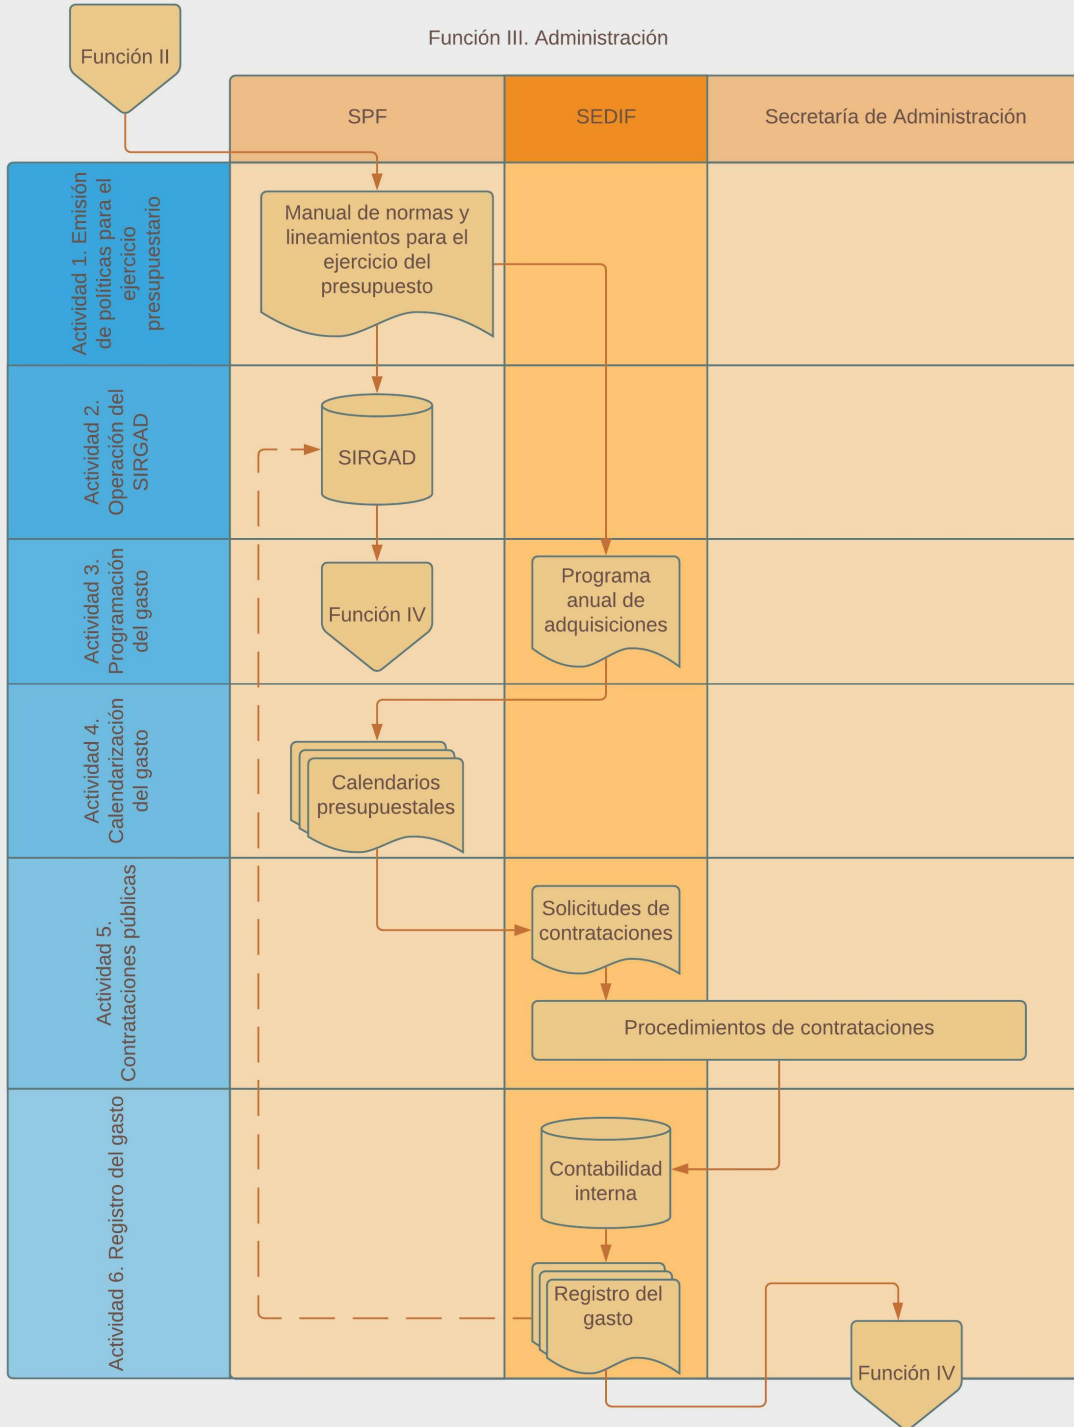 Función II
Función III. Administración
SPF
SEDIF
Secretaría de Administración
Actividad 1. Emisión
de políticas para el
ejercicio
presupuestario
Manual de normas y
lineamientos para el
ejercicio del
presupuesto
Actividad 2.
Operación del
SIRGAD
SIRGAD
Actividad 3.
Programación
del gasto
Función IV
Programa
anual de
adquisiciones
Actividad 4.
Calendarización
del gasto
Calendarios
presupuestales
Actividad 5.
Contrataciones públicas
Solicitudes de
contrataciones
Procedimientos de contrataciones
Actividad 6. Registro del gasto
Contabilidad
interna
Registro del
gasto
Función IV